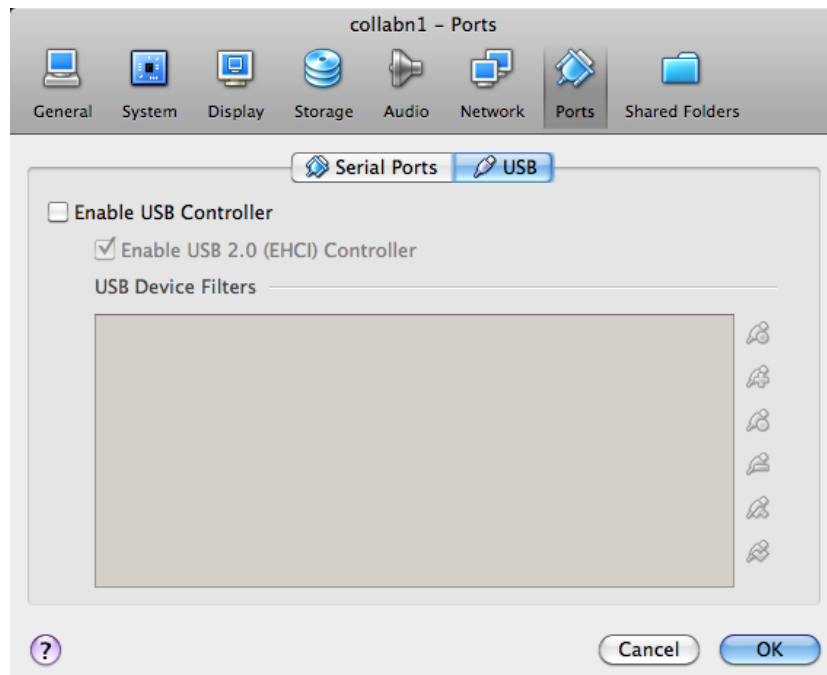 collabn1 – Ports
General System Display Storage Audio Network Ports Shared Folders
Serial Ports USB
Enable USB Controller
Enable USB 2.0 (EHCI) Controller
USB Device Filters
? Cancel OK